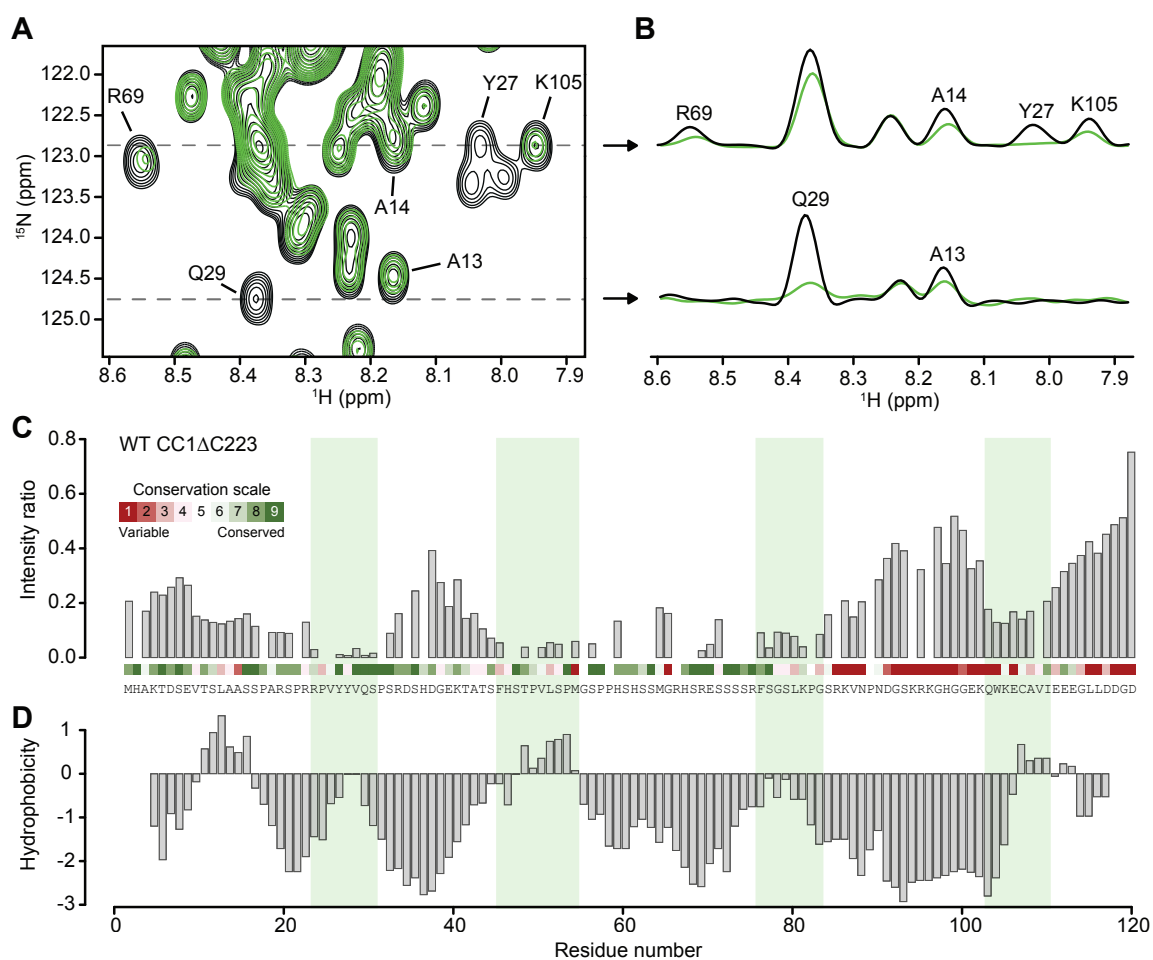 A
B
121.5
122.0
122.5
123.0
123.5
124.0
124.5
125.0
15N (ppm)
R69
Y27
K105
A14
A13
Q29
8.6 8.5 8.4 8.3 8.2 8.1 8.0 7.9
1H (ppm)
R69
A14
Y27
K105
Q29
A13
8.6 8.5 8.4 8.3 8.2 8.1 8.0 7.9
1H (ppm)
C
WT CC1ΔC223
Conservation scale
1 2 3 4 5 6 7 8 9
Variable Conserved
0.8
0.6
0.4
0.2
0.0
Intensity ratio
MHAKTDSEVTSLAASSPARSPRRPVYYVQSPSRDSHDGEKTATSFHSTPVLSPMGSPPHSHSSMGRHSRESSSSRFSGSLKPGSRKVNPNDGSKRKGHGGEKQWKECAVIEEEGLLDDGD
D
1
0
-1
-2
-3
Hydrophobicity
0 20 40 60 80 100 120
Residue number